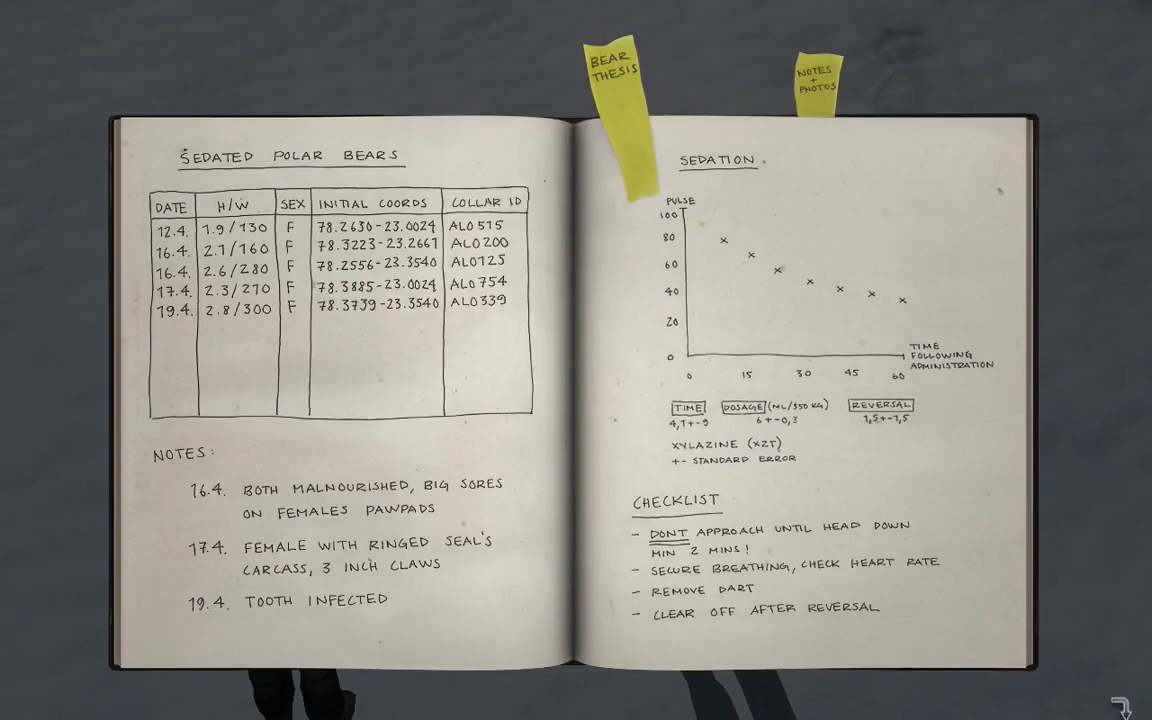 BEAR
THESIS
NOTES
+
PHOTOS
SEDATED POLAR BEARS
DATE H/W SEX INITIAL COORDS COLLAR ID
12.4. 1.9/130 F 78.2630-23.0024 ALO515
16.4. 2.1/160 F 78.3223-23.2661 ALO200
16.4. 2.6/280 F 78.2556-23.3540 ALO125
17.4. 2.3/210 F 78.3885-23.0024 ALO754
19.4. 2.8/300 F 78.3739-23.3540 ALO339
NOTES:
16.4. BOTH MALNOURISHED, BIG SORES
ON FEMALES PAWPADS
17.4. FEMALE WITH RINGED SEAL'S
CARCASS, 3 INCH CLAWS
19.4. TOOTH INFECTED
SEDATION.
PULSE
100
80
60
40
20
0
0 15 30 45 60
TIME
FOLLOWING
ADMINISTRATION
TIME DOSAGE (ML/350 KG) REVERSAL
4,1+-9 6+-0,3 1,5+-1,5
XYLAZINE (XZT)
+- STANDARD ERROR
CHECKLIST
- DONT APPROACH UNTIL HEAD DOWN
MIN 2 MINS!
- SECURE BREATHING, CHECK HEART RATE
- REMOVE DART
- CLEAR OFF AFTER REVERSAL